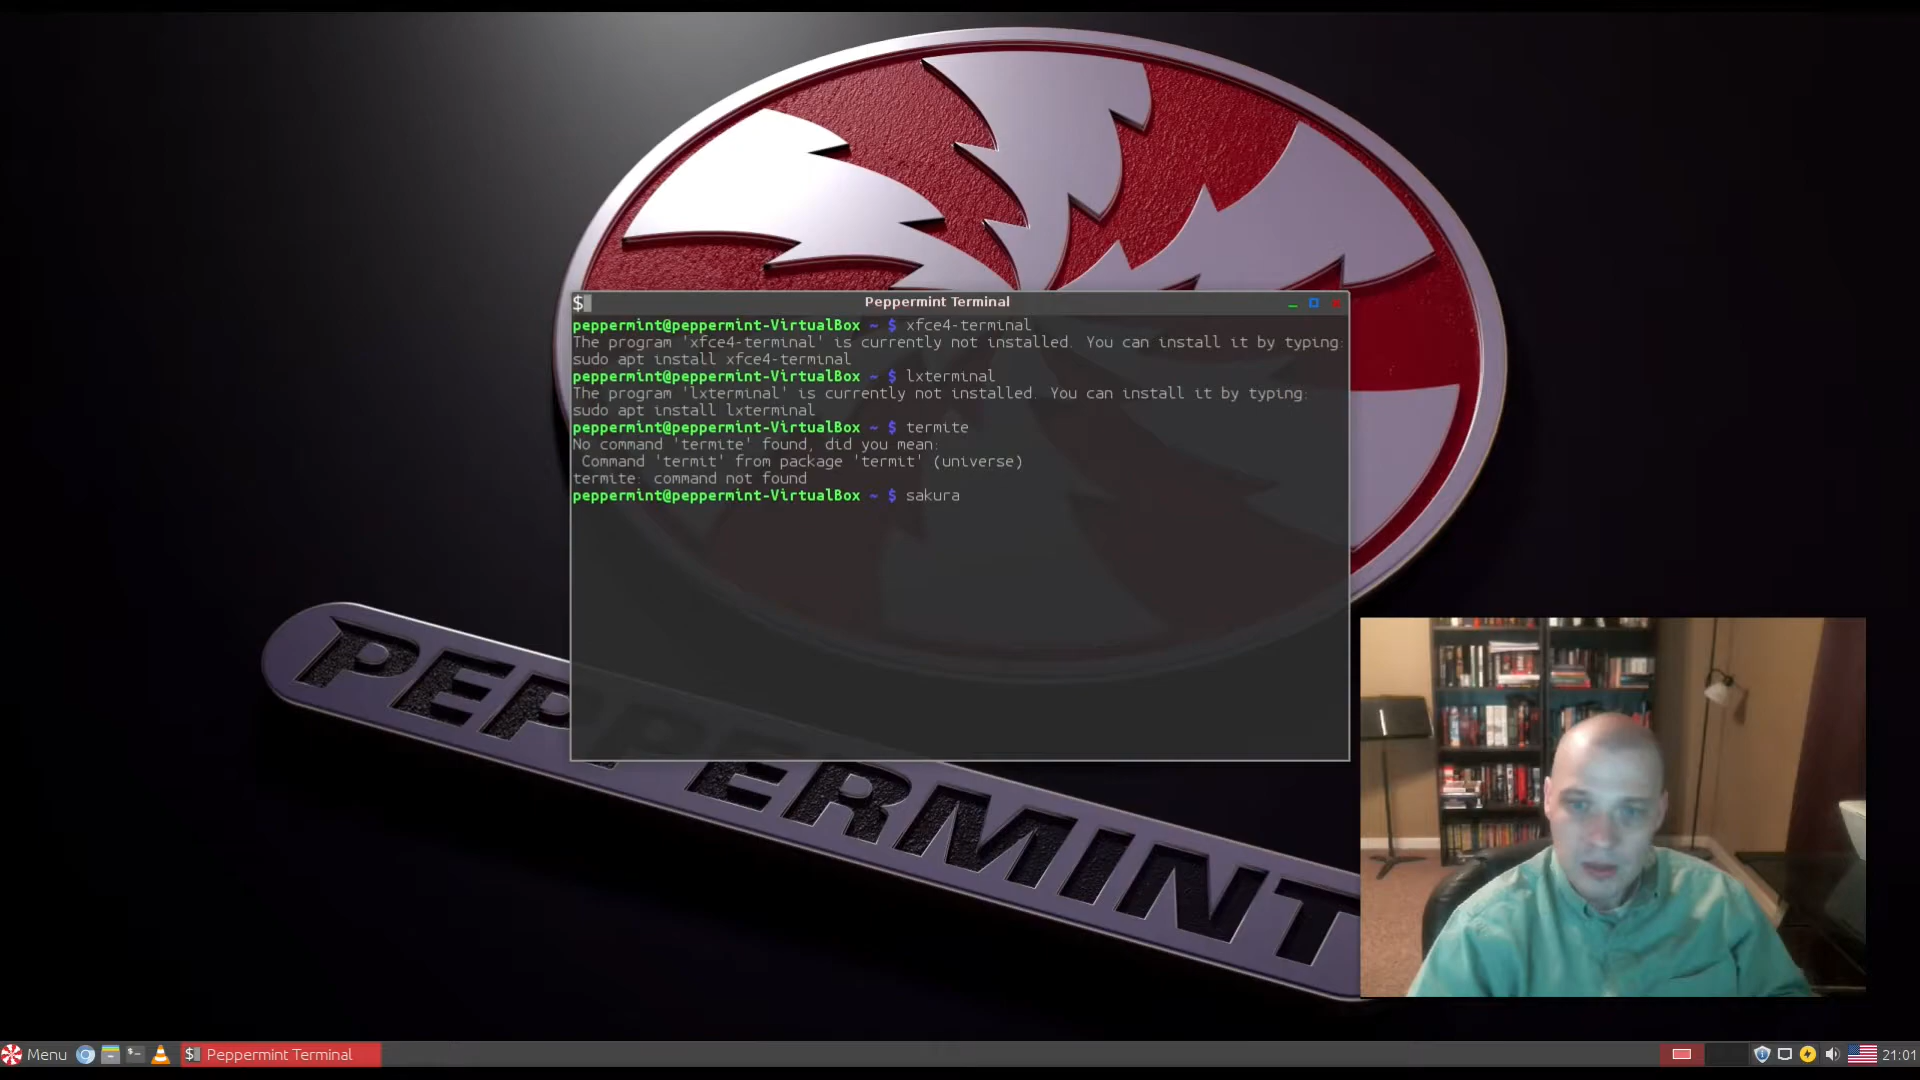 $ Peppermint Terminal
peppermint@peppermint-VirtualBox ~ $ xfce4-terminal
The program 'xfce4-terminal' is currently not installed. You can install it by typing:
sudo apt install xfce4-terminal
peppermint@peppermint-VirtualBox ~ $ lxterminal
The program 'lxterminal' is currently not installed. You can install it by typing:
sudo apt install lxterminal
peppermint@peppermint-VirtualBox ~ $ termite
No command 'termite' found, did you mean:
 Command 'termit' from package 'termit' (universe)
termite: command not found
peppermint@peppermint-VirtualBox ~ $ sakura
PEPPERMINT
Menu $ Peppermint Terminal 21:01